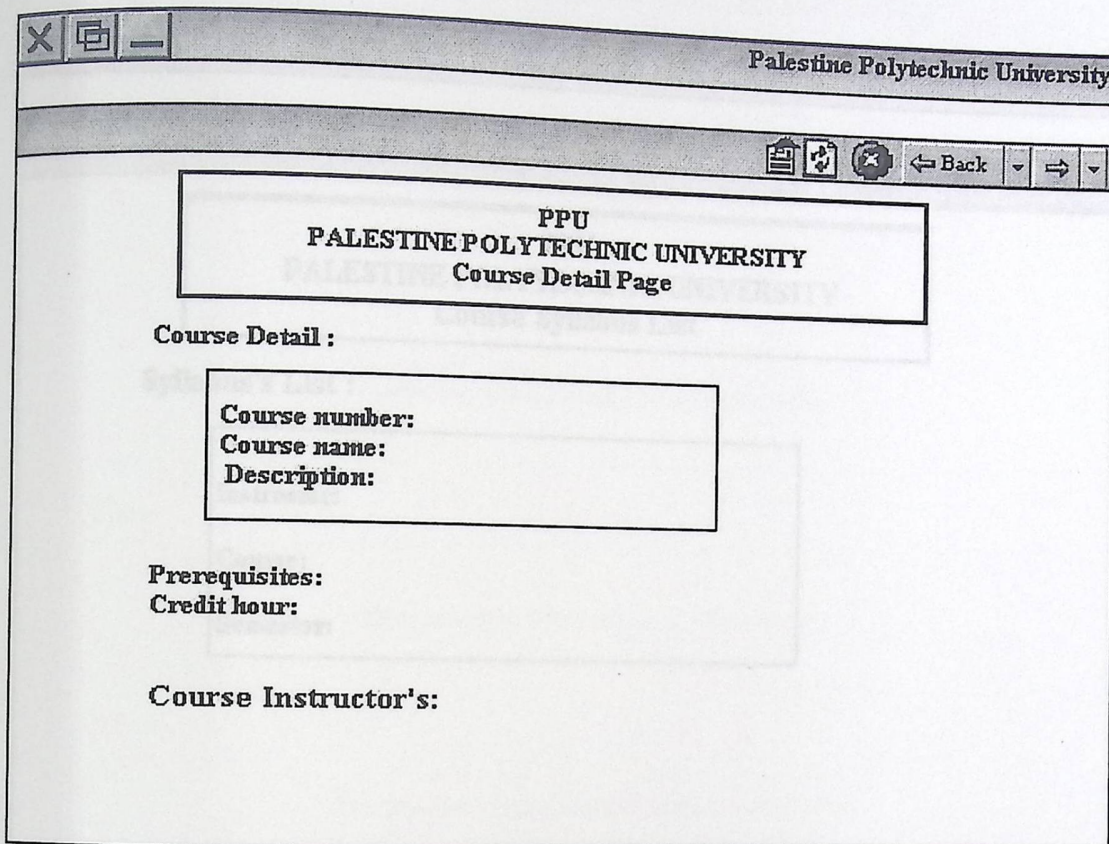 Palestine Polytechnic University
Back
PPU
PALESTINE POLYTECHNIC UNIVERSITY
Course Detail Page
Course Detail :
Course number:
Course name:
Description:
Prerequisites:
Credit hour:
Course Instructor's: